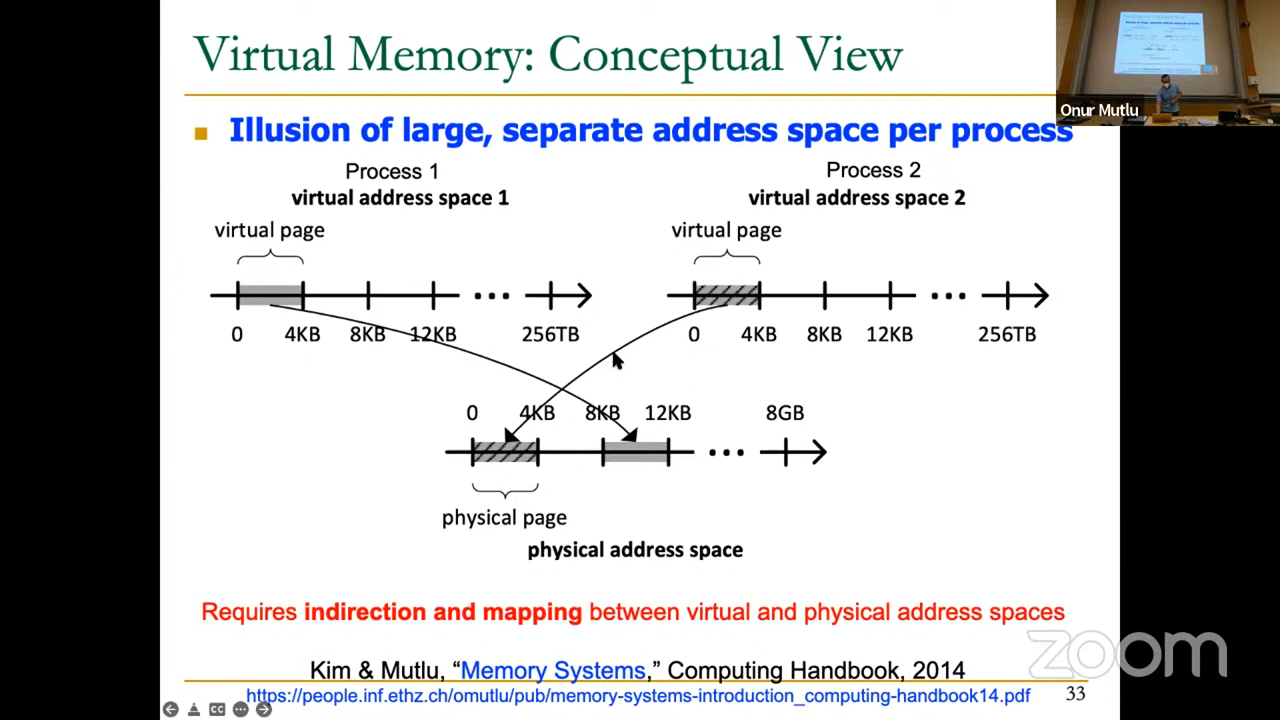 Virtual Memory: Conceptual View
Onur Mutlu
Illusion of large, separate address space per process
Process 1
virtual address space 1
Process 2
virtual address space 2
virtual page
virtual page
0 4KB 8KB 12KB ... 256TB
0 4KB 8KB 12KB ... 256TB
0 4KB 8KB 12KB 8GB
...
physical page
physical address space
Requires indirection and mapping between virtual and physical address spaces
Kim & Mutlu, “Memory Systems,” Computing Handbook, 2014
https://people.inf.ethz.ch/omutlu/pub/memory-systems-introduction_computing-handbook14.pdf
33
zoom
CC